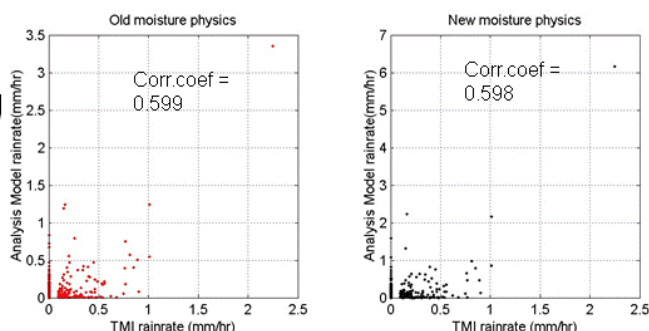 Old moisture physics
Corr.coef =
0.599
Analysis Model rainrate(mm/hr)
3.5
3
2.5
2
1.5
1
0.5
0
0 0.5 1 1.5 2 2.5
TMI rainrate (mm/hr)
New moisture physics
Corr.coef =
0.598
Analysis Model rainrate(mm/hr)
7
6
5
4
3
2
1
0
0 0.5 1 1.5 2 2.5
TMI rainrate (mm/hr)